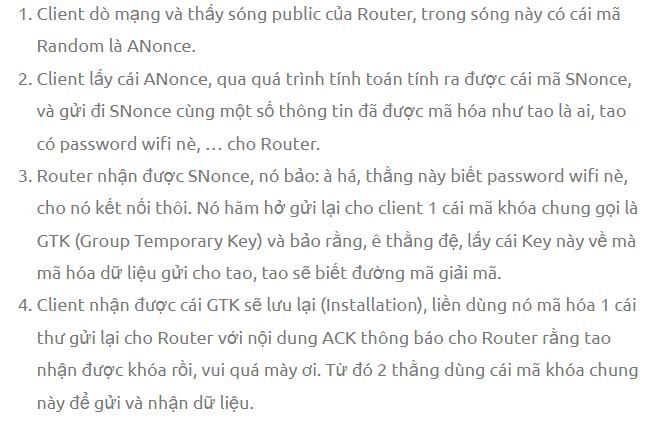 1. Client dò mạng và thấy sóng public của Router, trong sóng này có cái mã
Random là ANonce.
2. Client lấy cái ANonce, qua quá trình tính toán tính ra được cái mã SNonce,
và gửi đi SNonce cùng một số thông tin đã được mã hóa như tao là ai, tao
có password wifi nè, … cho Router.
3. Router nhận được SNonce, nó bảo: à há, thằng này biết password wifi nè,
cho nó kết nối thôi. Nó hăm hở gửi lại cho client 1 cái mã khóa chung gọi là
GTK (Group Temporary Key) và bảo rằng, ê thằng đệ, lấy cái Key này về mà
mã hóa dữ liệu gửi cho tao, tao sẽ biết đường mã giải mã.
4. Client nhận được cái GTK sẽ lưu lại (Installation), liền dùng nó mã hóa 1 cái
thư gửi lại cho Router với nội dung ACK thông báo cho Router rằng tao
nhận được khóa rồi, vui quá mày ơi. Từ đó 2 thằng dùng cái mã khóa chung
này để gửi và nhận dữ liệu.